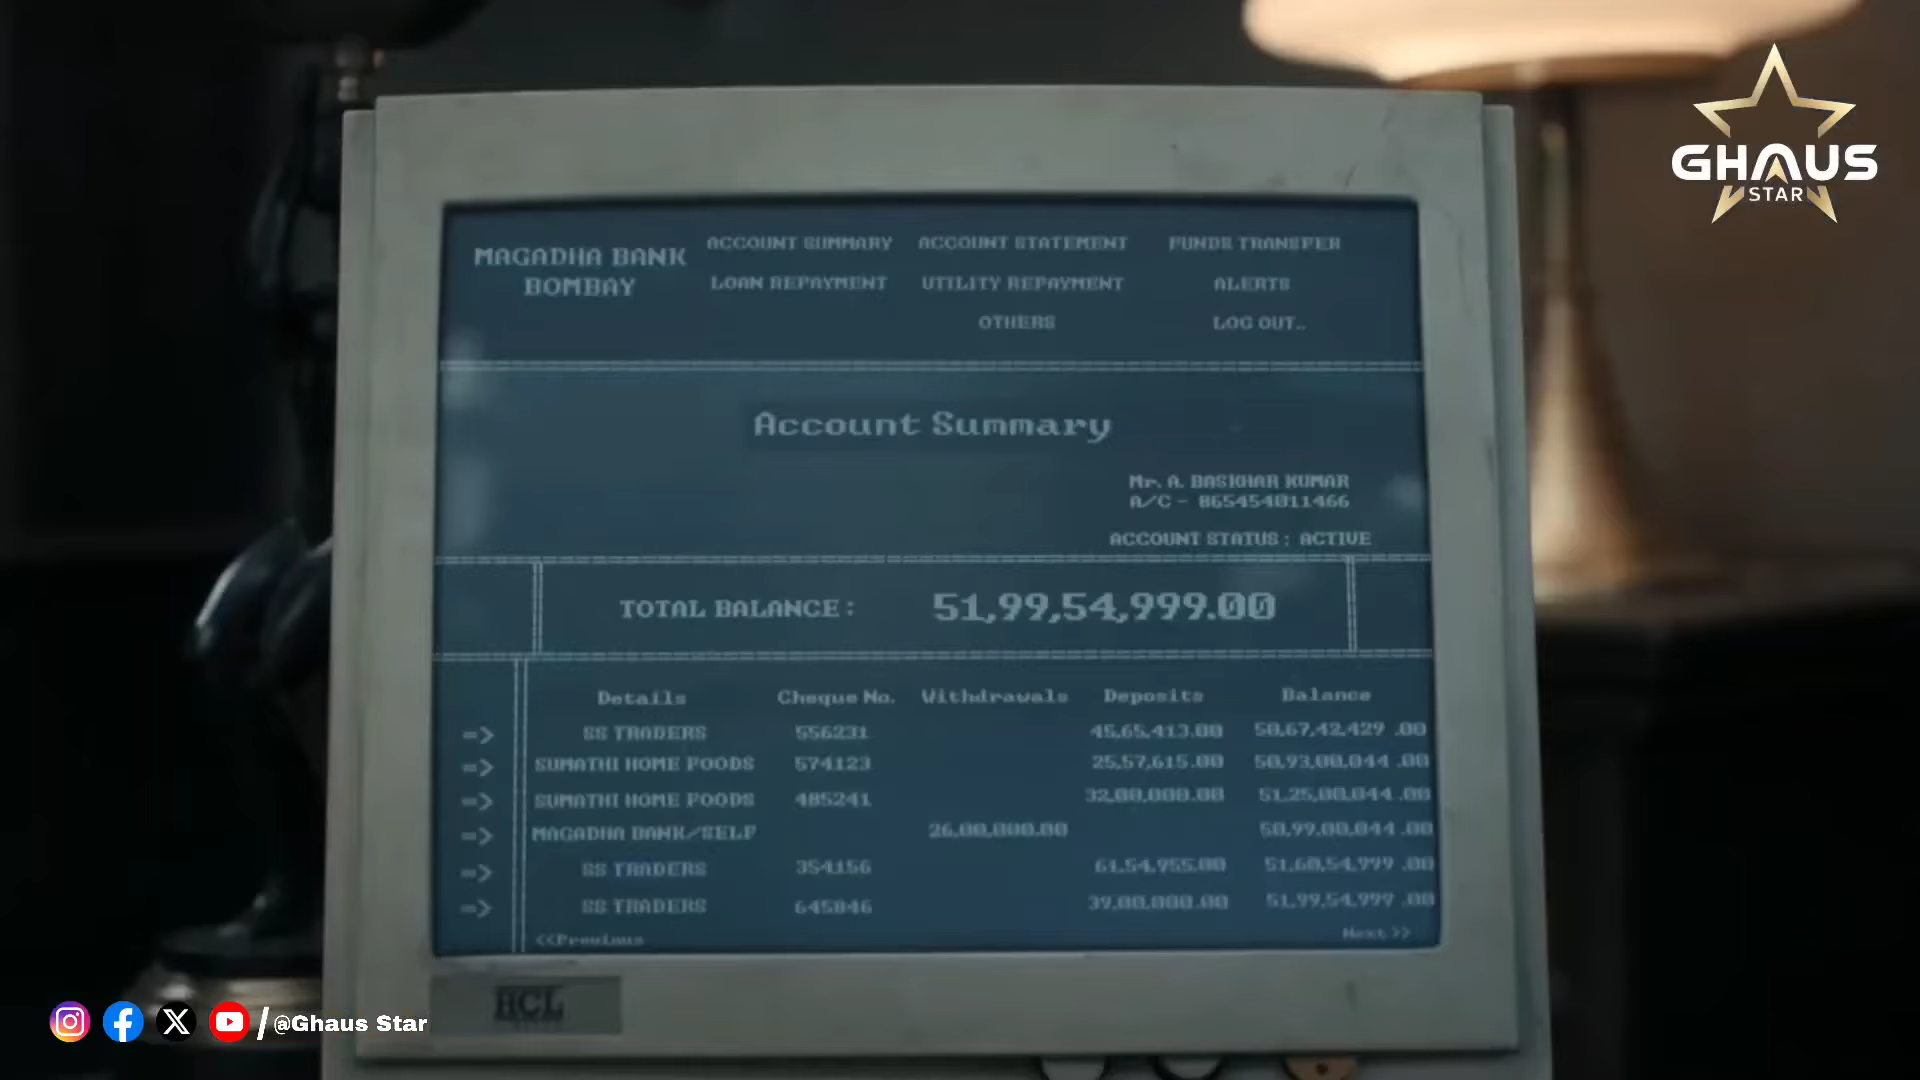 GHAUS
STAR
MAGADHA BANK
BOMBAY
ACCOUNT SUMMARY ACCOUNT STATEMENT FUNDS TRANSFER
LOAN REPAYMENT UTILITY REPAYMENT ALERTS
OTHERS LOG OUT..
Account Summary
Mr. A. BASKHAR KUMAR
A/C - 865454011466
ACCOUNT STATUS : ACTIVE
TOTAL BALANCE : 51,99,54,999.00
Details Cheque No. Withdrawals Deposits Balance
=> SS TRADERS 556231 45,65,413.00 50,67,42,429 .00
=> SUMATHI HOME FOODS 574123 25,57,615.00 50,93,00,044 .00
=> SUMATHI HOME FOODS 485241 32,00,000.00 51,25,00,044 .00
=> MAGADHA BANK/SELF 26,00,000.00 50,99,00,044 .00
=> SS TRADERS 354156 61,54,955.00 51,60,54,999 .00
=> SS TRADERS 645846 39,00,000.00 51,99,54,999 .00
<<Previous Next >>
HCL
/@Ghaus Star